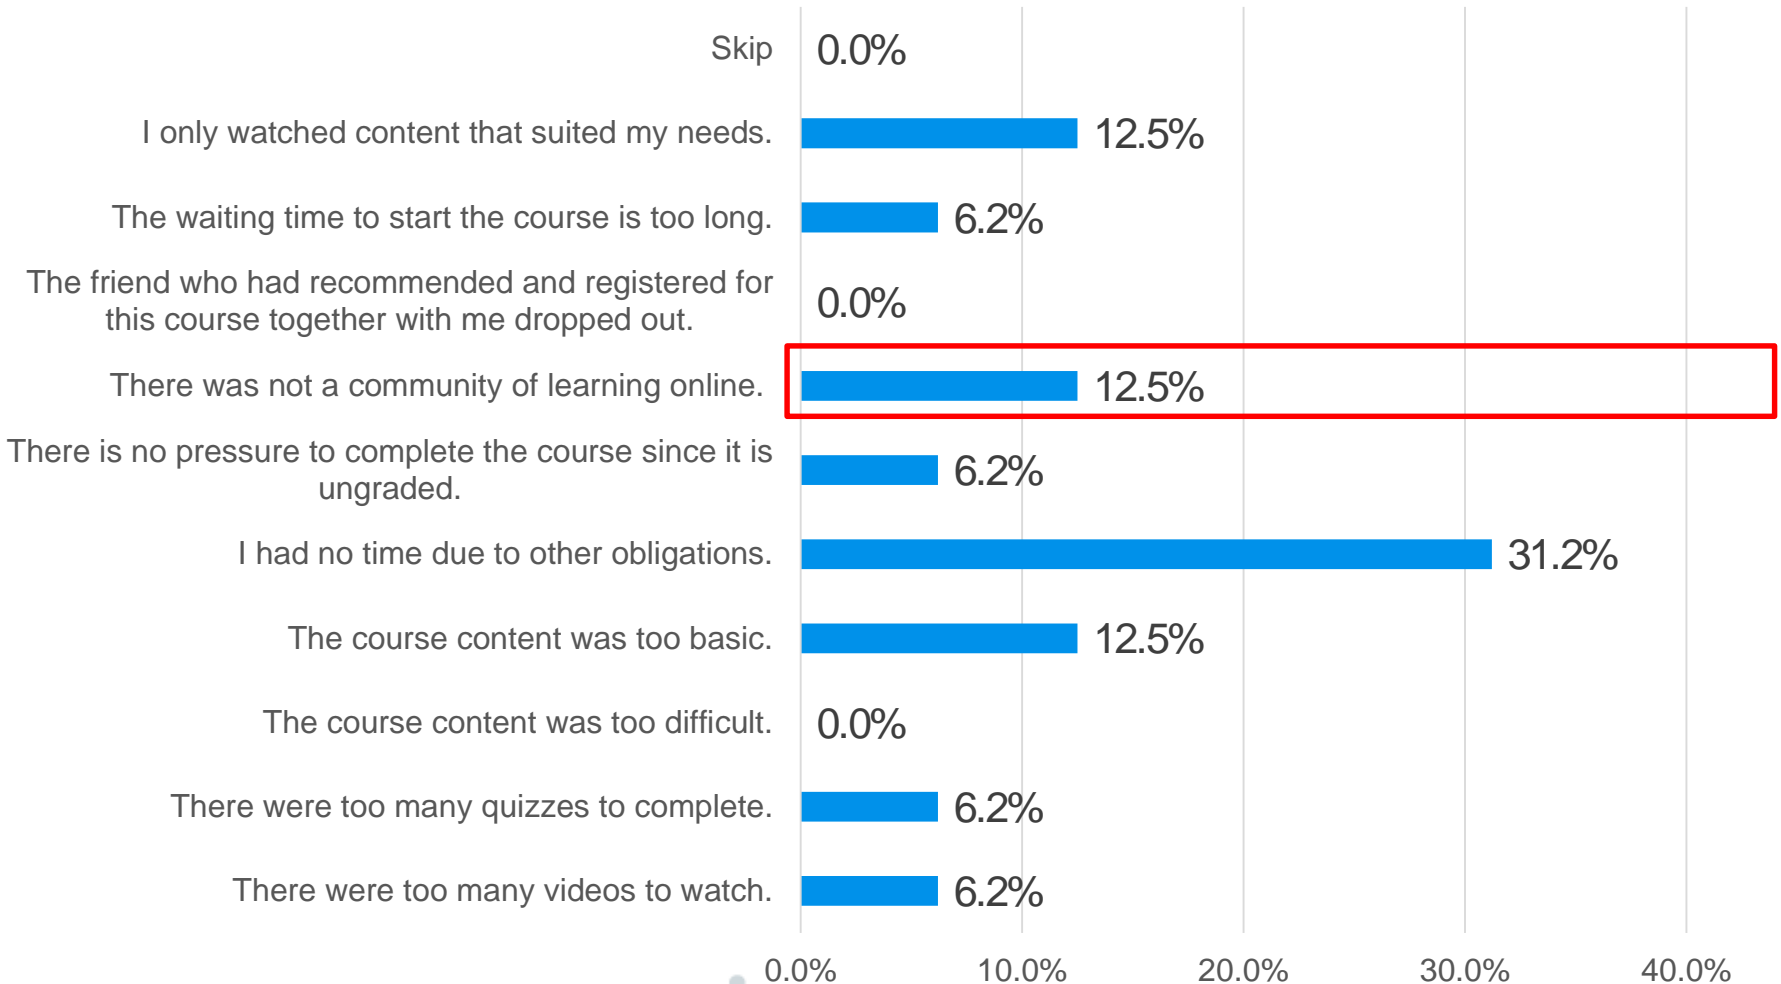 Skip 0.0%
I only watched content that suited my needs. 12.5%
The waiting time to start the course is too long. 6.2%
The friend who had recommended and registered for
this course together with me dropped out. 0.0%
There was not a community of learning online. 12.5%
There is no pressure to complete the course since it is
ungraded. 6.2%
I had no time due to other obligations. 31.2%
The course content was too basic. 12.5%
The course content was too difficult. 0.0%
There were too many quizzes to complete. 6.2%
There were too many videos to watch. 6.2%
0.0% 10.0% 20.0% 30.0% 40.0%